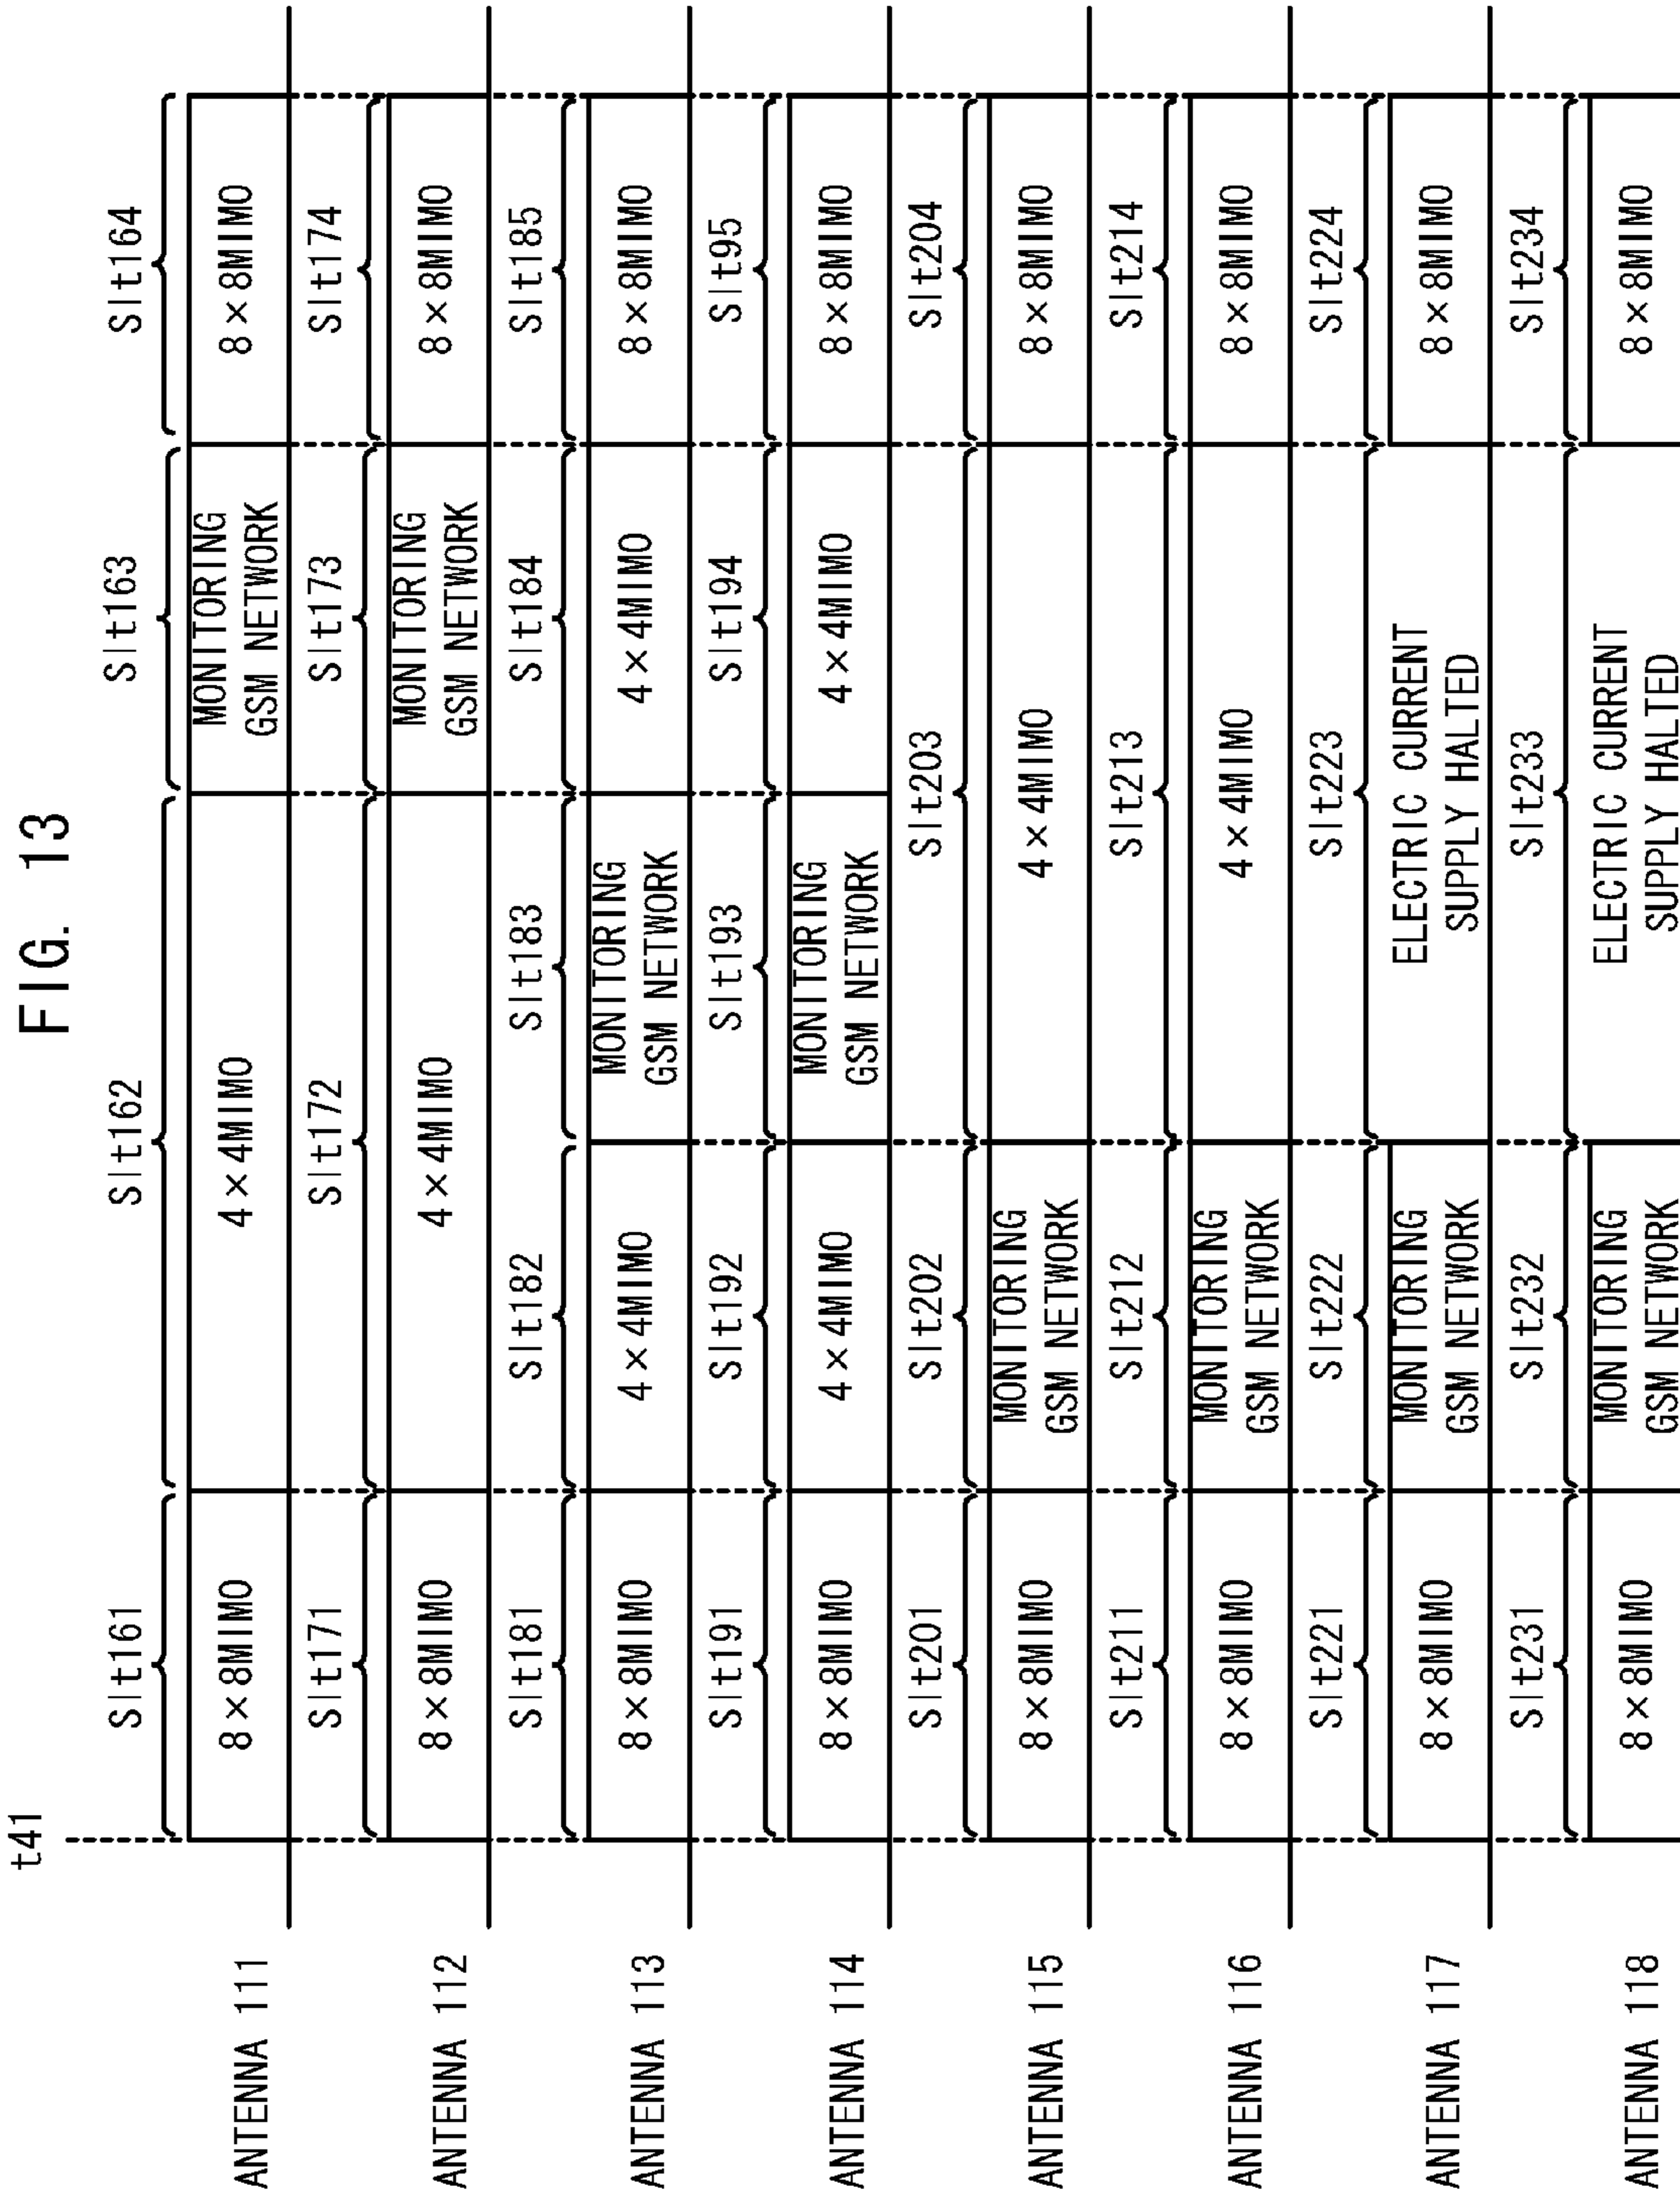 FIG. 13
t41
Slt161 Slt162 Slt163 Slt164
ANTENNA 111 8×8MIMO 4×4MIMO MONITORING GSM NETWORK 8×8MIMO
Slt171 Slt172 Slt173 Slt174
ANTENNA 112 8×8MIMO 4×4MIMO MONITORING GSM NETWORK 8×8MIMO
Slt181 Slt182 Slt183 Slt184 Slt185
ANTENNA 113 8×8MIMO 4×4MIMO MONITORING GSM NETWORK 4×4MIMO 8×8MIMO
Slt191 Slt192 Slt193 Slt194 Slt95
ANTENNA 114 8×8MIMO 4×4MIMO MONITORING GSM NETWORK 4×4MIMO 8×8MIMO
Slt201 Slt202 Slt203 Slt204
ANTENNA 115 8×8MIMO MONITORING GSM NETWORK 4×4MIMO 8×8MIMO
Slt211 Slt212 Slt213 Slt214
ANTENNA 116 8×8MIMO MONITORING GSM NETWORK 4×4MIMO 8×8MIMO
Slt221 Slt222 Slt223 Slt224
ANTENNA 117 8×8MIMO MONITORING GSM NETWORK ELECTRIC CURRENT SUPPLY HALTED 8×8MIMO
Slt231 Slt232 Slt233 Slt234
ANTENNA 118 8×8MIMO MONITORING GSM NETWORK ELECTRIC CURRENT SUPPLY HALTED 8×8MIMO